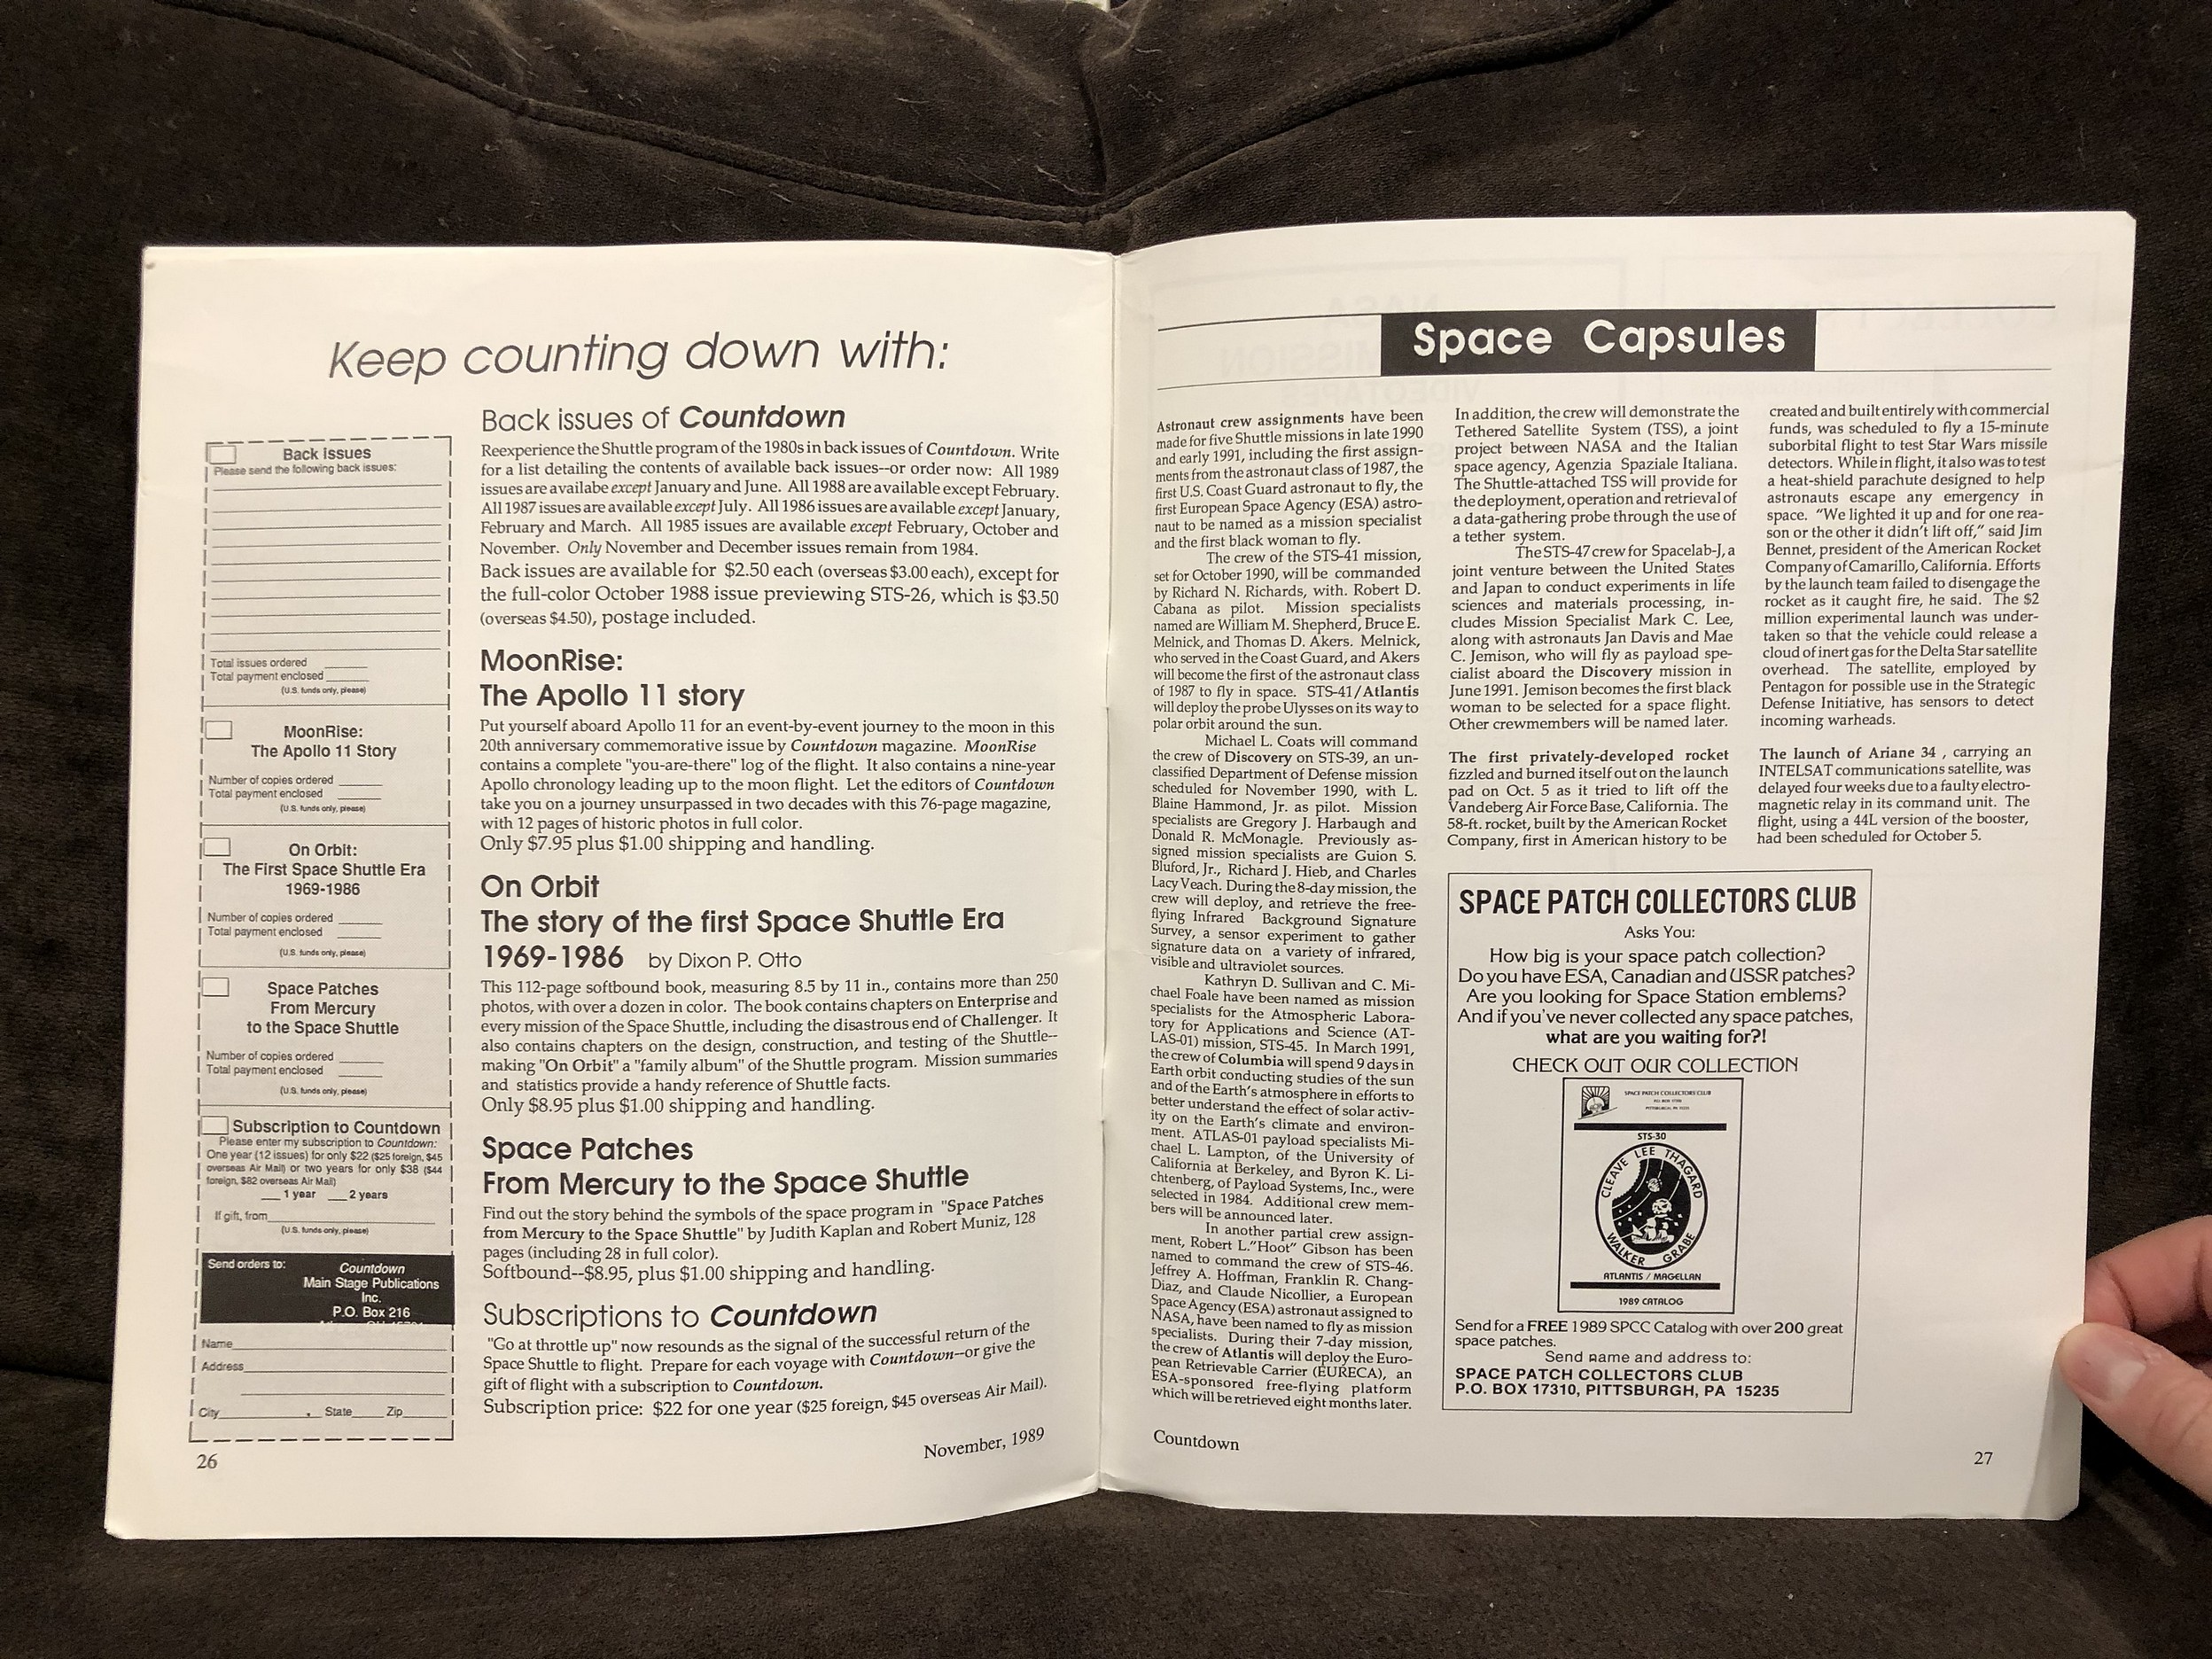 Keep counting down with:
Back Issues
Please send the following back issues:
Total issues ordered
Total payment enclosed
(U.S. funds only, please)
MoonRise:
The Apollo 11 Story
Number of copies ordered
Total payment enclosed
(U.S. funds only, please)
On Orbit:
The First Space Shuttle Era
1969-1986
Number of copies ordered
Total payment enclosed
(U.S. funds only, please)
Space Patches
From Mercury
to the Space Shuttle
Number of copies ordered
Total payment enclosed
(U.S. funds only, please)
Subscription to Countdown
Please enter my subscription to Countdown:
One year (12 issues) for only $22 ($25 foreign, $45
overseas Air Mail) or two years for only $38 ($44
foreign, $82 overseas Air Mail)
1 year 2 years
If gift, from
(U.S. funds only, please)
Send orders to:
Countdown
Main Stage Publications
Inc.
P.O. Box 216
Name
Address
City , State Zip
Back issues of Countdown
Reexperience the Shuttle program of the 1980s in back issues of Countdown. Write
for a list detailing the contents of available back issues--or order now: All 1989
issues are availabe except January and June. All 1988 are available except February.
All 1987 issues are available except July. All 1986 issues are available except January,
February and March. All 1985 issues are available except February, October and
November. Only November and December issues remain from 1984.
Back issues are available for $2.50 each (overseas $3.00 each), except for
the full-color October 1988 issue previewing STS-26, which is $3.50
(overseas $4.50), postage included.
MoonRise:
The Apollo 11 story
Put yourself aboard Apollo 11 for an event-by-event journey to the moon in this
20th anniversary commemorative issue by Countdown magazine. MoonRise
contains a complete "you-are-there" log of the flight. It also contains a nine-year
Apollo chronology leading up to the moon flight. Let the editors of Countdown
take you on a journey unsurpassed in two decades with this 76-page magazine,
with 12 pages of historic photos in full color.
Only $7.95 plus $1.00 shipping and handling.
On Orbit
The story of the first Space Shuttle Era
1969-1986 by Dixon P. Otto
This 112-page softbound book, measuring 8.5 by 11 in., contains more than 250
photos, with over a dozen in color. The book contains chapters on Enterprise and
every mission of the Space Shuttle, including the disastrous end of Challenger. It
also contains chapters on the design, construction, and testing of the Shuttle--
making "On Orbit" a "family album" of the Shuttle program. Mission summaries
and statistics provide a handy reference of Shuttle facts.
Only $8.95 plus $1.00 shipping and handling.
Space Patches
From Mercury to the Space Shuttle
Find out the story behind the symbols of the space program in "Space Patches
from Mercury to the Space Shuttle" by Judith Kaplan and Robert Muniz, 128
pages (including 28 in full color).
Softbound--$8.95, plus $1.00 shipping and handling.
Subscriptions to Countdown
"Go at throttle up" now resounds as the signal of the successful return of the
Space Shuttle to flight. Prepare for each voyage with Countdown--or give the
gift of flight with a subscription to Countdown.
Subscription price: $22 for one year ($25 foreign, $45 overseas Air Mail).
26
November, 1989
Space Capsules
Astronaut crew assignments have been
made for five Shuttle missions in late 1990
and early 1991, including the first assign-
ments from the astronaut class of 1987, the
first U.S. Coast Guard astronaut to fly, the
first European Space Agency (ESA) astro-
naut to be named as a mission specialist
and the first black woman to fly.
The crew of the STS-41 mission,
set for October 1990, will be commanded
by Richard N. Richards, with. Robert D.
Cabana as pilot. Mission specialists
named are William M. Shepherd, Bruce E.
Melnick, and Thomas D. Akers. Melnick,
who served in the Coast Guard, and Akers
will become the first of the astronaut class
of 1987 to fly in space. STS-41/Atlantis
will deploy the probe Ulysses on its way to
polar orbit around the sun.
Michael L. Coats will command
the crew of Discovery on STS-39, an un-
classified Department of Defense mission
scheduled for November 1990, with L.
Blaine Hammond, Jr. as pilot. Mission
specialists are Gregory J. Harbaugh and
Donald R. McMonagle. Previously as-
signed mission specialists are Guion S.
Bluford, Jr., Richard J. Hieb, and Charles
Lacy Veach. During the 8-day mission, the
crew will deploy, and retrieve the free-
flying Infrared Background Signature
Survey, a sensor experiment to gather
signature data on a variety of infrared,
visible and ultraviolet sources.
Kathryn D. Sullivan and C. Mi-
chael Foale have been named as mission
specialists for the Atmospheric Labora-
tory for Applications and Science (AT-
LAS-01) mission, STS-45. In March 1991,
the crew of Columbia will spend 9 days in
Earth orbit conducting studies of the sun
and of the Earth's atmosphere in efforts to
better understand the effect of solar activ-
ity on the Earth's climate and environ-
ment. ATLAS-01 payload specialists Mi-
chael L. Lampton, of the University of
California at Berkeley, and Byron K. Li-
chtenberg, of Payload Systems, Inc., were
selected in 1984. Additional crew mem-
bers will be announced later.
In another partial crew assign-
ment, Robert L."Hoot" Gibson has been
named to command the crew of STS-46.
Jeffrey A. Hoffman, Franklin R. Chang-
Diaz, and Claude Nicollier, a European
Space Agency (ESA) astronaut assigned to
NASA, have been named to fly as mission
specialists. During their 7-day mission,
the crew of Atlantis will deploy the Euro-
pean Retrievable Carrier (EURECA), an
ESA-sponsored free-flying platform
which will be retrieved eight months later.
In addition, the crew will demonstrate the
Tethered Satellite System (TSS), a joint
project between NASA and the Italian
space agency, Agenzia Spaziale Italiana.
The Shuttle-attached TSS will provide for
the deployment, operation and retrieval of
a data-gathering probe through the use of
a tether system.
The STS-47 crew for Spacelab-J, a
joint venture between the United States
and Japan to conduct experiments in life
sciences and materials processing, in-
cludes Mission Specialist Mark C. Lee,
along with astronauts Jan Davis and Mae
C. Jemison, who will fly as payload spe-
cialist aboard the Discovery mission in
June 1991. Jemison becomes the first black
woman to be selected for a space flight.
Other crewmembers will be named later.
The first privately-developed rocket
fizzled and burned itself out on the launch
pad on Oct. 5 as it tried to lift off the
Vandeberg Air Force Base, California. The
58-ft. rocket, built by the American Rocket
Company, first in American history to be
created and built entirely with commercial
funds, was scheduled to fly a 15-minute
suborbital flight to test Star Wars missile
detectors. While in flight, it also was to test
a heat-shield parachute designed to help
astronauts escape any emergency in
space. "We lighted it up and for one rea-
son or the other it didn't lift off," said Jim
Bennet, president of the American Rocket
Company of Camarillo, California. Efforts
by the launch team failed to disengage the
rocket as it caught fire, he said. The $2
million experimental launch was under-
taken so that the vehicle could release a
cloud of inert gas for the Delta Star satellite
overhead. The satellite, employed by
Pentagon for possible use in the Strategic
Defense Initiative, has sensors to detect
incoming warheads.
The launch of Ariane 34 , carrying an
INTELSAT communications satellite, was
delayed four weeks due to a faulty electro-
magnetic relay in its command unit. The
flight, using a 44L version of the booster,
had been scheduled for October 5.
SPACE PATCH COLLECTORS CLUB
Asks You:
How big is your space patch collection?
Do you have ESA, Canadian and USSR patches?
Are you looking for Space Station emblems?
And if you've never collected any space patches,
what are you waiting for?!
CHECK OUT OUR COLLECTION
SPACE PATCH COLLECTORS CLUB
P.O. BOX 17310
PITTSBURGH, PA 15235
STS-30
CLEAVE LEE THAGARD
WALKER GRABE
ATLANTIS / MAGELLAN
1989 CATALOG
Send for a FREE 1989 SPCC Catalog with over 200 great
space patches.
Send name and address to:
SPACE PATCH COLLECTORS CLUB
P.O. BOX 17310, PITTSBURGH, PA 15235
Countdown
27